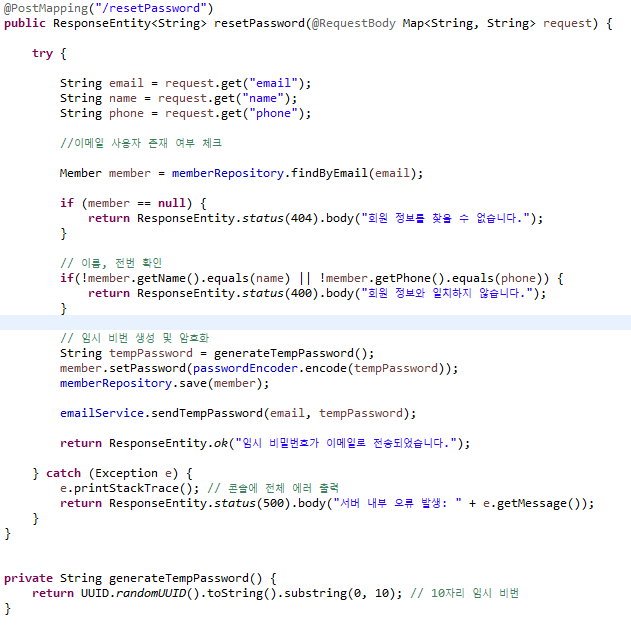 @PostMapping("/resetPassword")
public ResponseEntity<String> resetPassword(@RequestBody Map<String, String> request) {
try {
String email = request.get("email");
String name = request.get("name");
String phone = request.get("phone");
//이메일 사용자 존재 여부 체크
Member member = memberRepository.findByEmail(email);
if (member == null) {
return ResponseEntity.status(404).body("회원 정보를 찾을 수 없습니다.");
}
// 이름, 전번 확인
if(!member.getName().equals(name) || !member.getPhone().equals(phone)) {
return ResponseEntity.status(400).body("회원 정보와 일치하지 않습니다.");
}
// 임시 비번 생성 및 암호화
String tempPassword = generateTempPassword();
member.setPassword(passwordEncoder.encode(tempPassword));
memberRepository.save(member);
emailService.sendTempPassword(email, tempPassword);
return ResponseEntity.ok("임시 비밀번호가 이메일로 전송되었습니다.");
} catch (Exception e) {
e.printStackTrace(); // 콘솔에 전체 에러 출력
return ResponseEntity.status(500).body("서버 내부 오류 발생: " + e.getMessage());
}
}
private String generateTempPassword() {
return UUID.randomUUID().toString().substring(0, 10); // 10자리 임시 비번
}